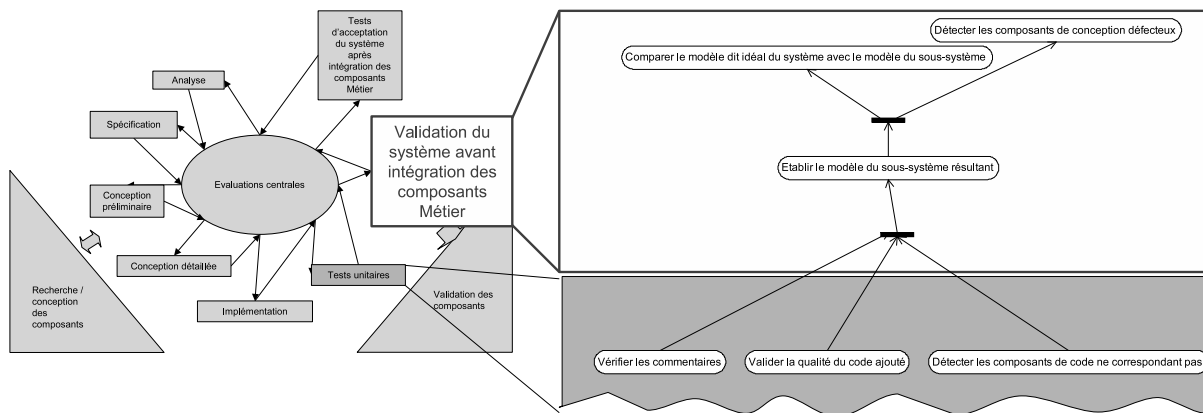 Tests
d'acceptation
du système
après
intégration des
composants
Métier
Analyse
Spécification
Evaluations centrales
Conception
préliminaire
Conception détaillée
Implémentation
Tests unitaires
Recherche /
conception
des
composants
Validation des
composants
Validation du
système avant
intégration des
composants
Métier
Détecter les composants de conception défecteux
Comparer le modèle dit idéal du système avec le modèle du sous-système
Etablir le modèle du sous-système résultant
Vérifier les commentaires
Valider la qualité du code ajouté
Détecter les composants de code ne correspondant pas